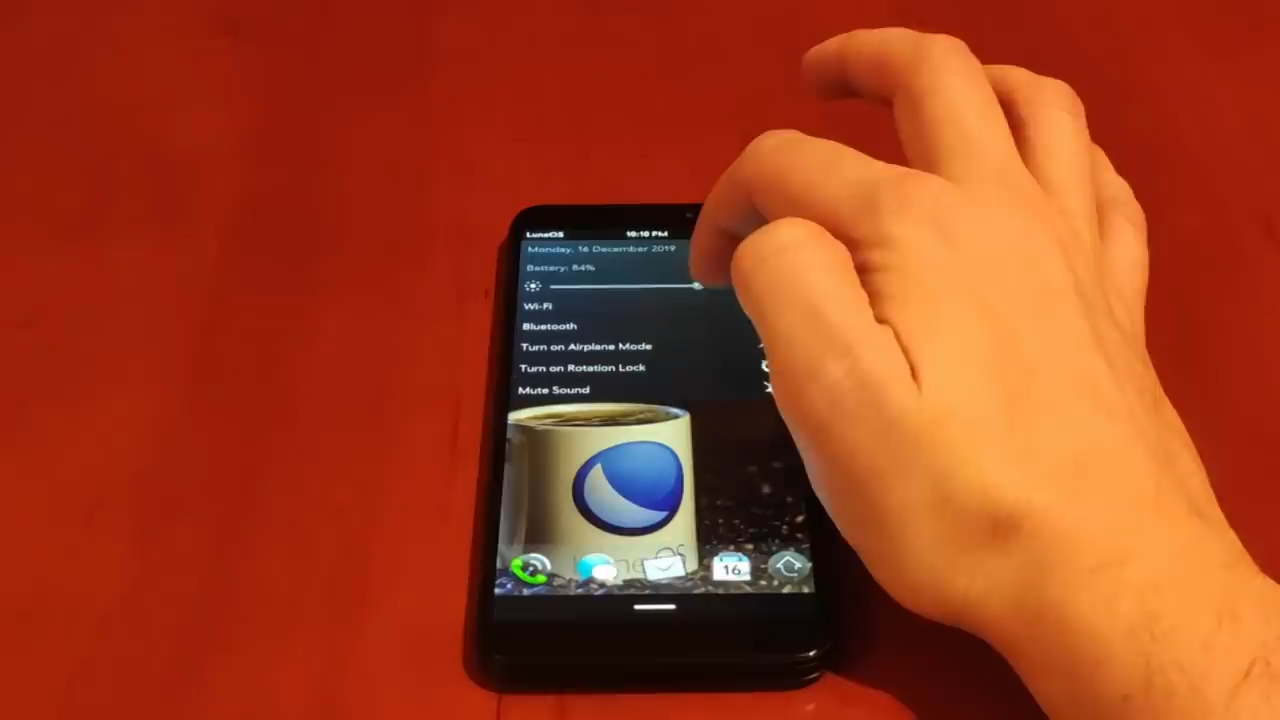 LuneOS 10:10 PM
Monday, 16 December 2019
Battery: 84%
Wi-Fi
Bluetooth
Turn on Airplane Mode
Turn on Rotation Lock
Mute Sound
16